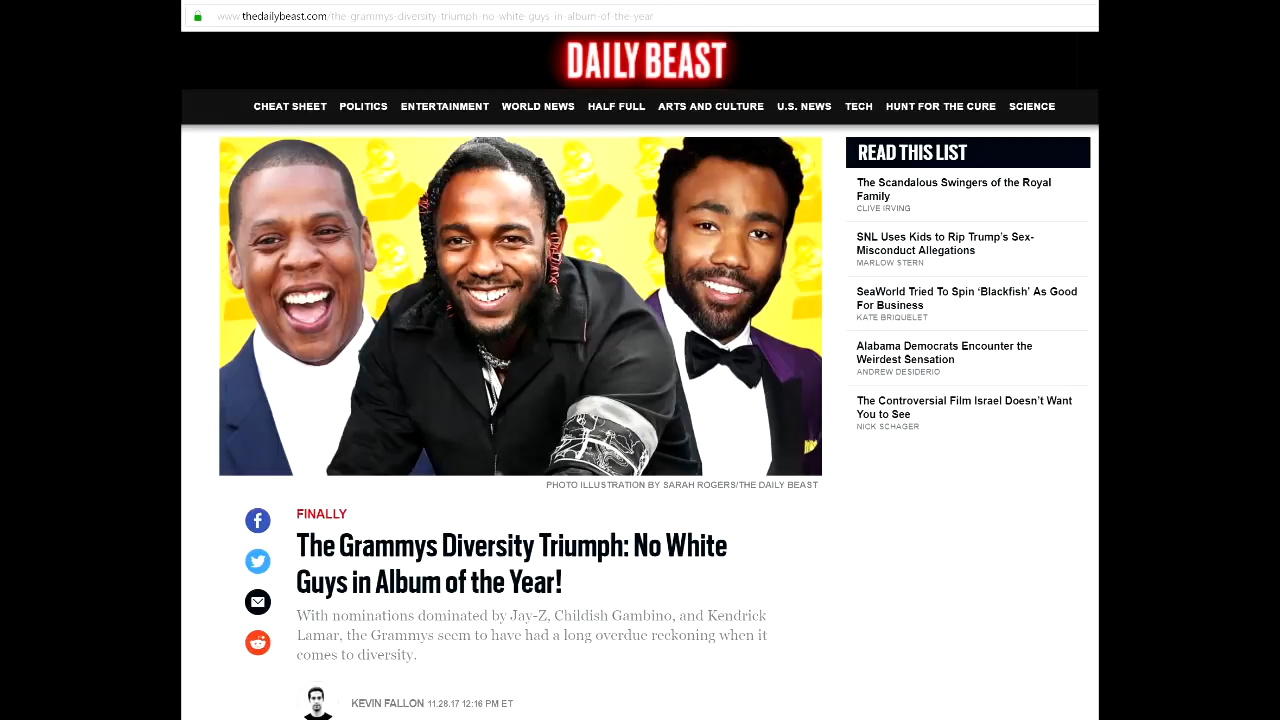 www.thedailybeast.com/the-grammys-diversity-triumph-no-white-guys-in-album-of-the-year
DAILY BEAST
CHEAT SHEET POLITICS ENTERTAINMENT WORLD NEWS HALF FULL ARTS AND CULTURE U.S. NEWS TECH HUNT FOR THE CURE SCIENCE
READ THIS LIST
The Scandalous Swingers of the Royal
Family
CLIVE IRVING
SNL Uses Kids to Rip Trump's Sex-
Misconduct Allegations
MARLOW STERN
SeaWorld Tried To Spin 'Blackfish' As Good
For Business
KATE BRIQUELET
Alabama Democrats Encounter the
Weirdest Sensation
ANDREW DESIDERIO
The Controversial Film Israel Doesn't Want
You to See
NICK SCHAGER
PHOTO ILLUSTRATION BY SARAH ROGERS/THE DAILY BEAST
FINALLY
The Grammys Diversity Triumph: No White
Guys in Album of the Year!
With nominations dominated by Jay-Z, Childish Gambino, and Kendrick
Lamar, the Grammys seem to have had a long overdue reckoning when it
comes to diversity.
KEVIN FALLON 11.28.17 12:16 PM ET